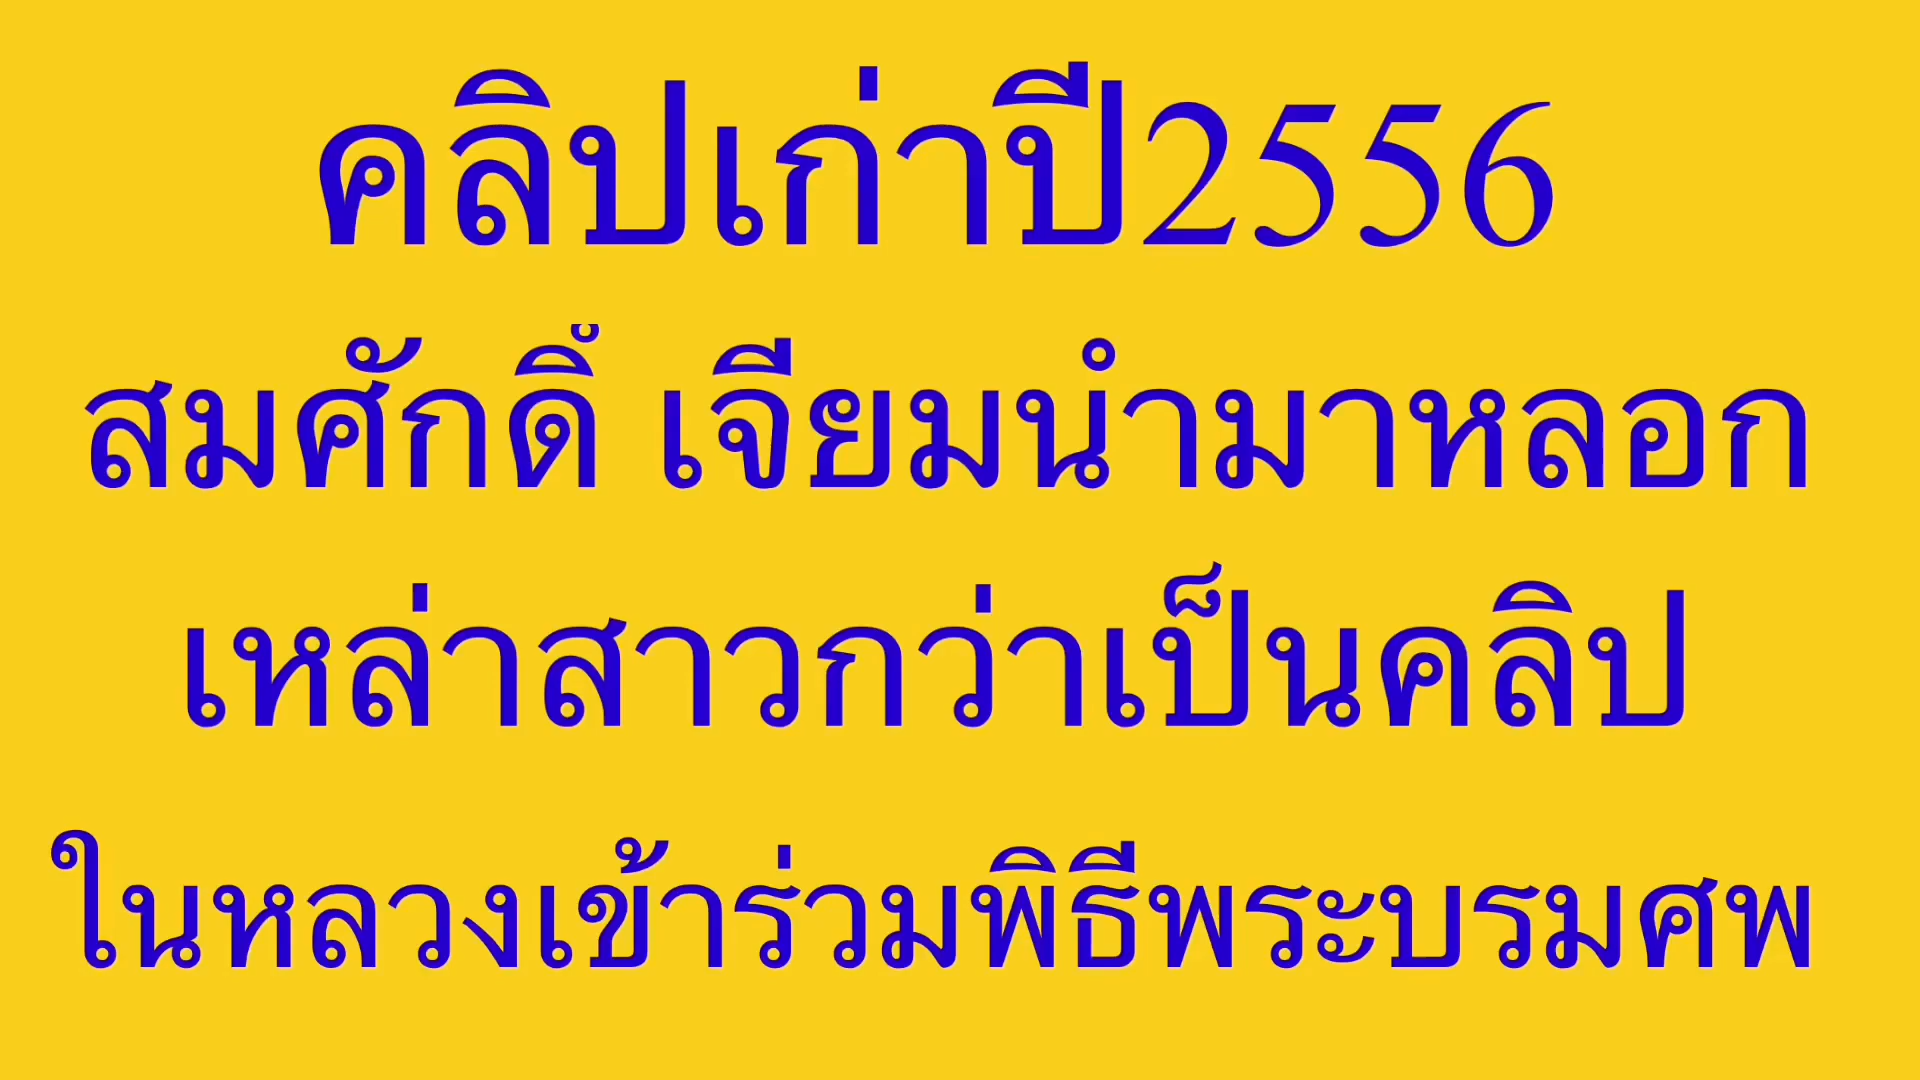 คลิปเก่าปี2556
สมศักดิ์ เจียมนำมาหลอก
เหล่าสาวกว่าเป็นคลิป
ในหลวงเข้าร่วมพิธีพระบรมศพ